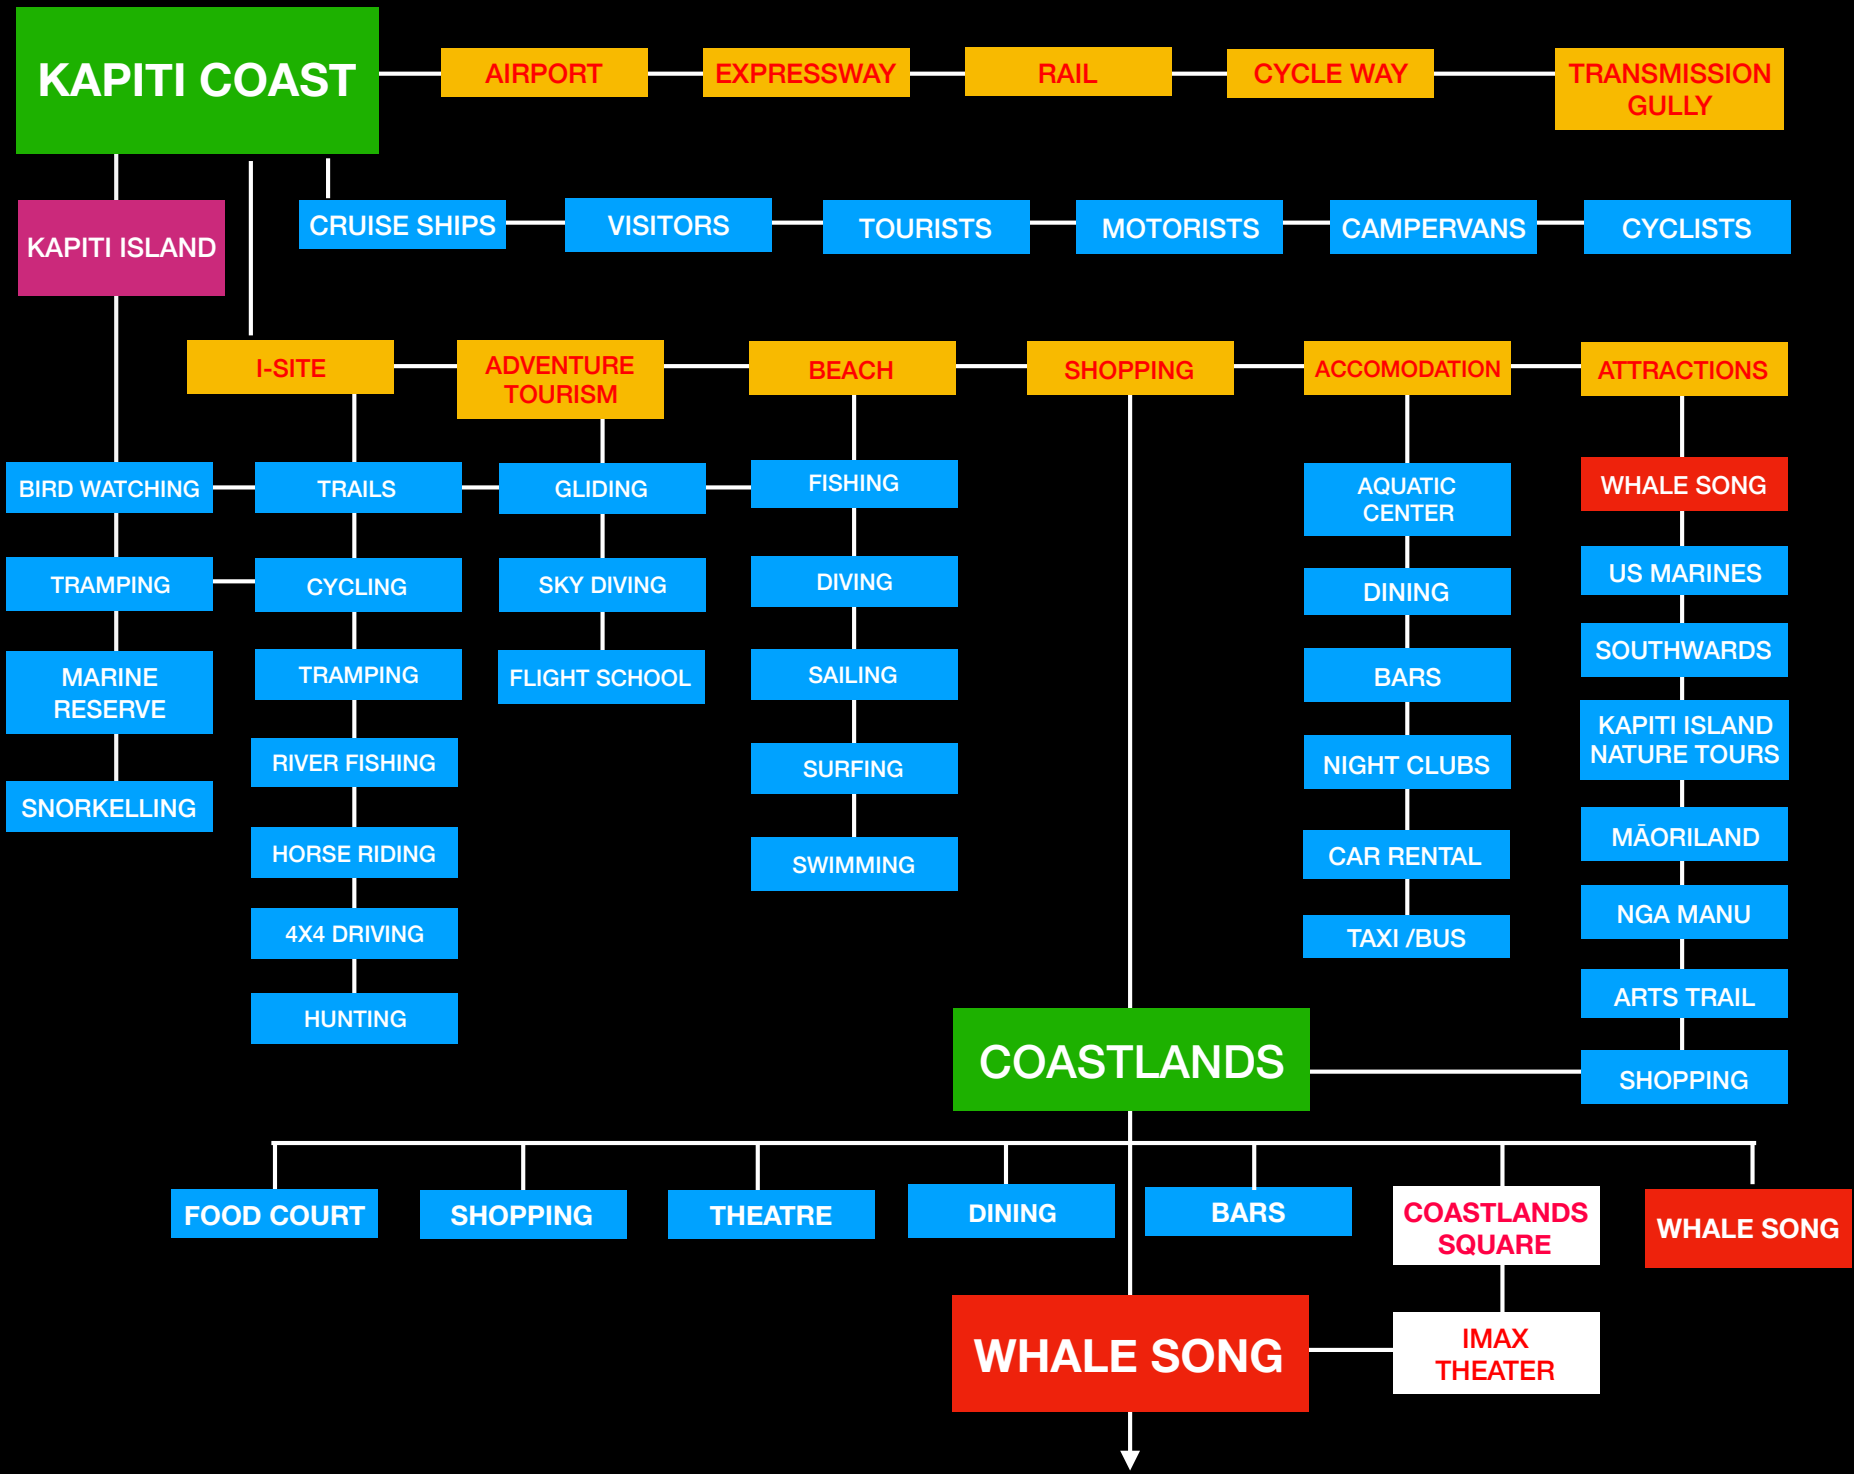 KAPITI COAST
AIRPORT
EXPRESSWAY
RAIL
CYCLE WAY
TRANSMISSION
GULLY
KAPITI ISLAND
CRUISE SHIPS
VISITORS
TOURISTS
MOTORISTS
CAMPERVANS
CYCLISTS
I-SITE
ADVENTURE
TOURISM
BEACH
SHOPPING
ACCOMODATION
ATTRACTIONS
BIRD WATCHING
TRAMPING
MARINE
RESERVE
SNORKELLING
TRAILS
CYCLING
TRAMPING
RIVER FISHING
HORSE RIDING
4X4 DRIVING
HUNTING
GLIDING
SKY DIVING
FLIGHT SCHOOL
FISHING
DIVING
SAILING
SURFING
SWIMMING
AQUATIC
CENTER
DINING
BARS
NIGHT CLUBS
CAR RENTAL
TAXI /BUS
WHALE SONG
US MARINES
SOUTHWARDS
KAPITI ISLAND
NATURE TOURS
MĀORILAND
NGA MANU
ARTS TRAIL
SHOPPING
COASTLANDS
FOOD COURT
SHOPPING
THEATRE
DINING
BARS
COASTLANDS
SQUARE
WHALE SONG
WHALE SONG
IMAX
THEATER